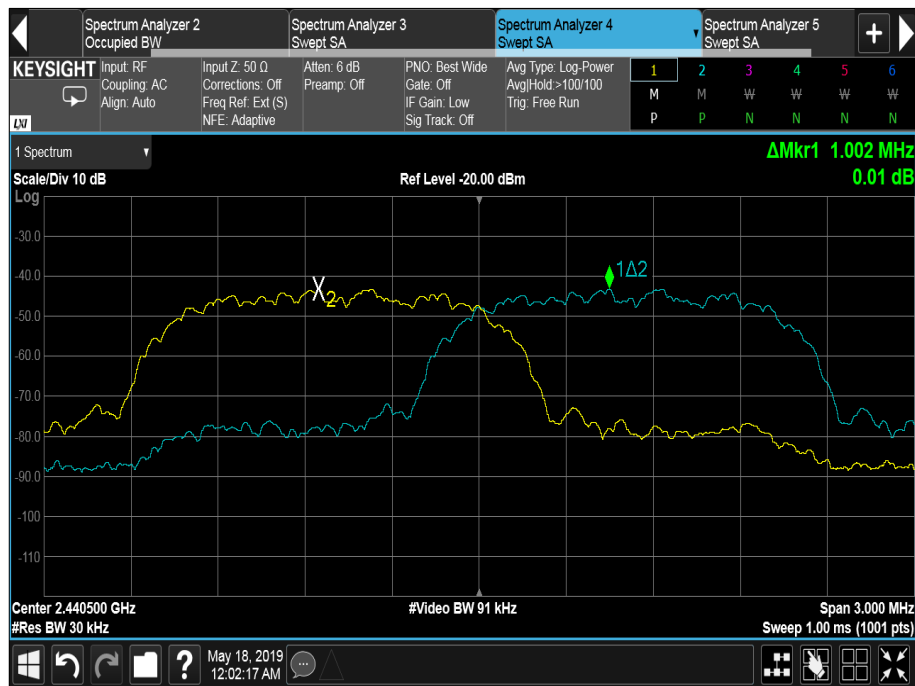 Spectrum Analyzer 2
Occupied BW
Spectrum Analyzer 3
Swept SA
Spectrum Analyzer 4
Swept SA
Spectrum Analyzer 5
Swept SA
+
KEYSIGHT
LXI
Input: RF
Coupling: AC
Align: Auto
Input Z: 50 Ω
Corrections: Off
Freq Ref: Ext (S)
NFE: Adaptive
Atten: 6 dB
Preamp: Off
PNO: Best Wide
Gate: Off
IF Gain: Low
Sig Track: Off
Avg Type: Log-Power
Avg|Hold:>100/100
Trig: Free Run
1 2 3 4 5 6
M M W W W W
P P N N N N
1 Spectrum
ΔMkr1 1.002 MHz
0.01 dB
Scale/Div 10 dB
Ref Level -20.00 dBm
Log
-30.0
-40.0
-50.0
-60.0
-70.0
-80.0
-90.0
-100
-110
X2
1Δ2
Center 2.440500 GHz
#Video BW 91 kHz
Span 3.000 MHz
#Res BW 30 kHz
Sweep 1.00 ms (1001 pts)
?
May 18, 2019
12:02:17 AM